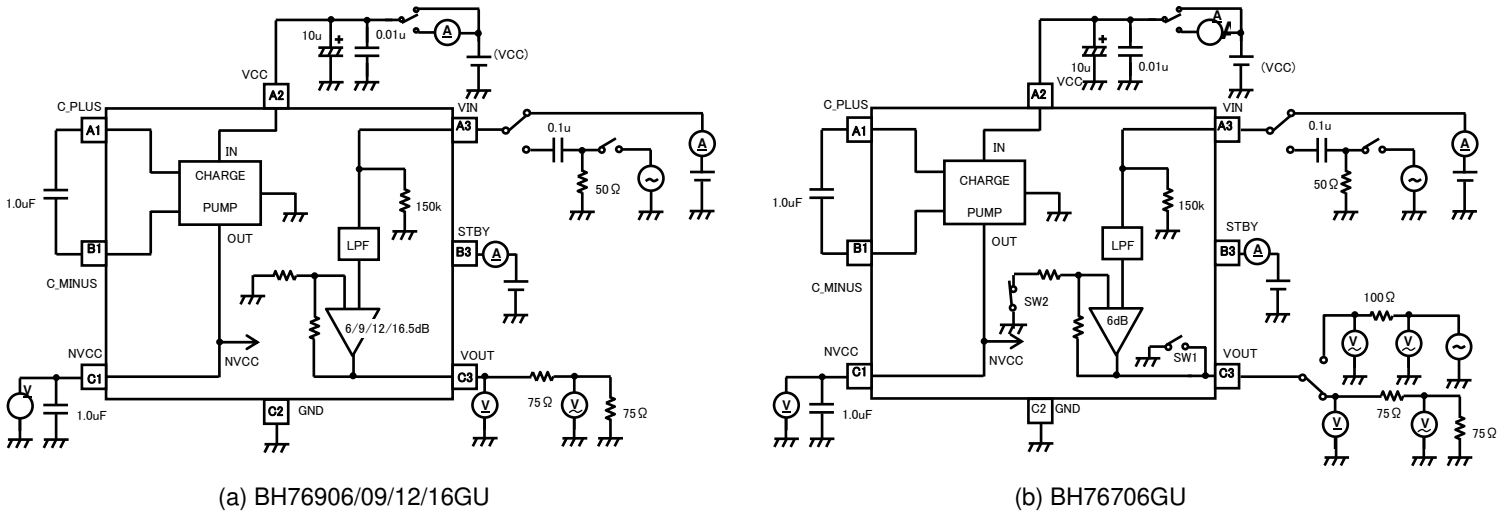 A
10u
+
0.01u
(VCC)
VCC
A2
C_PLUS
VIN
A1
A3
0.1u
A
IN
CHARGE
PUMP
50Ω
~
1.0uF
150k
OUT
LPF
STBY
B1
B3
A
C_MINUS
6/9/12/16.5dB
NVCC
NVCC
VOUT
V
C1
C3
75Ω
1.0uF
C2
GND
V
V
75Ω
(a) BH76906/09/12/16GU
A
10u
+
0.01u
(VCC)
VCC
A2
C_PLUS
VIN
A1
A3
0.1u
A
IN
CHARGE
PUMP
50Ω
~
1.0uF
150k
OUT
LPF
STBY
B1
B3
A
C_MINUS
SW2
6dB
100Ω
V
V
~
NVCC
NVCC
SW1
VOUT
C1
C3
V
1.0uF
C2
GND
75Ω
V
V
75Ω
(b) BH76706GU